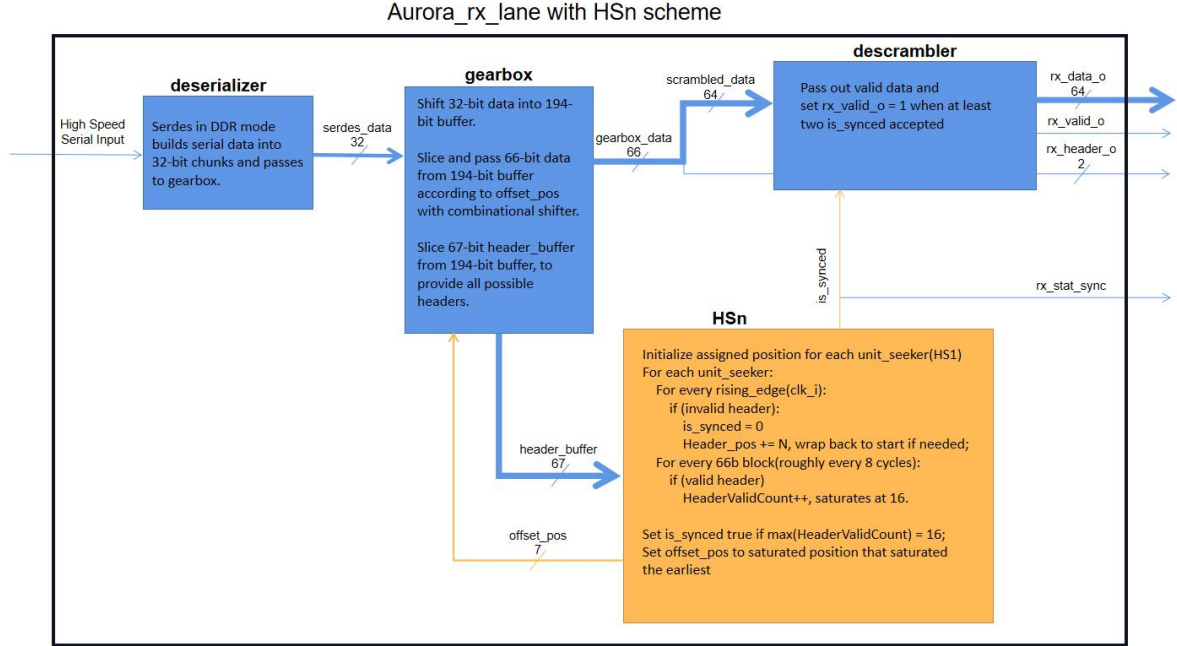 Aurora_rx_lane with HSn scheme
deserializer
High Speed
Serial Input
Serdes in DDR mode
builds serial data into
32-bit chunks and passes
to gearbox.
serdes_data
32
gearbox
Shift 32-bit data into 194-
bit buffer.
Slice and pass 66-bit data
from 194-bit buffer
according to offset_pos
with combinational shifter.
Slice 67-bit header_buffer
from 194-bit buffer, to
provide all possible
headers.
scrambled_data
64
gearbox_data
66
descrambler
Pass out valid data and
set rx_valid_o = 1 when at least
two is_synced accepted
rx_data_o
64
rx_valid_o
rx_header_o
2
is_synced
rx_stat_sync
HSn
Initialize assigned position for each unit_seeker(HS1)
For each unit_seeker:
For every rising_edge(clk_i):
if (invalid header):
is_synced = 0
Header_pos += N, wrap back to start if needed;
For every 66b block(roughly every 8 cycles):
if (valid header)
HeaderValidCount++, saturates at 16.
Set is_synced true if max(HeaderValidCount) = 16;
Set offset_pos to saturated position that saturated
the earliest
header_buffer
67
offset_pos
7